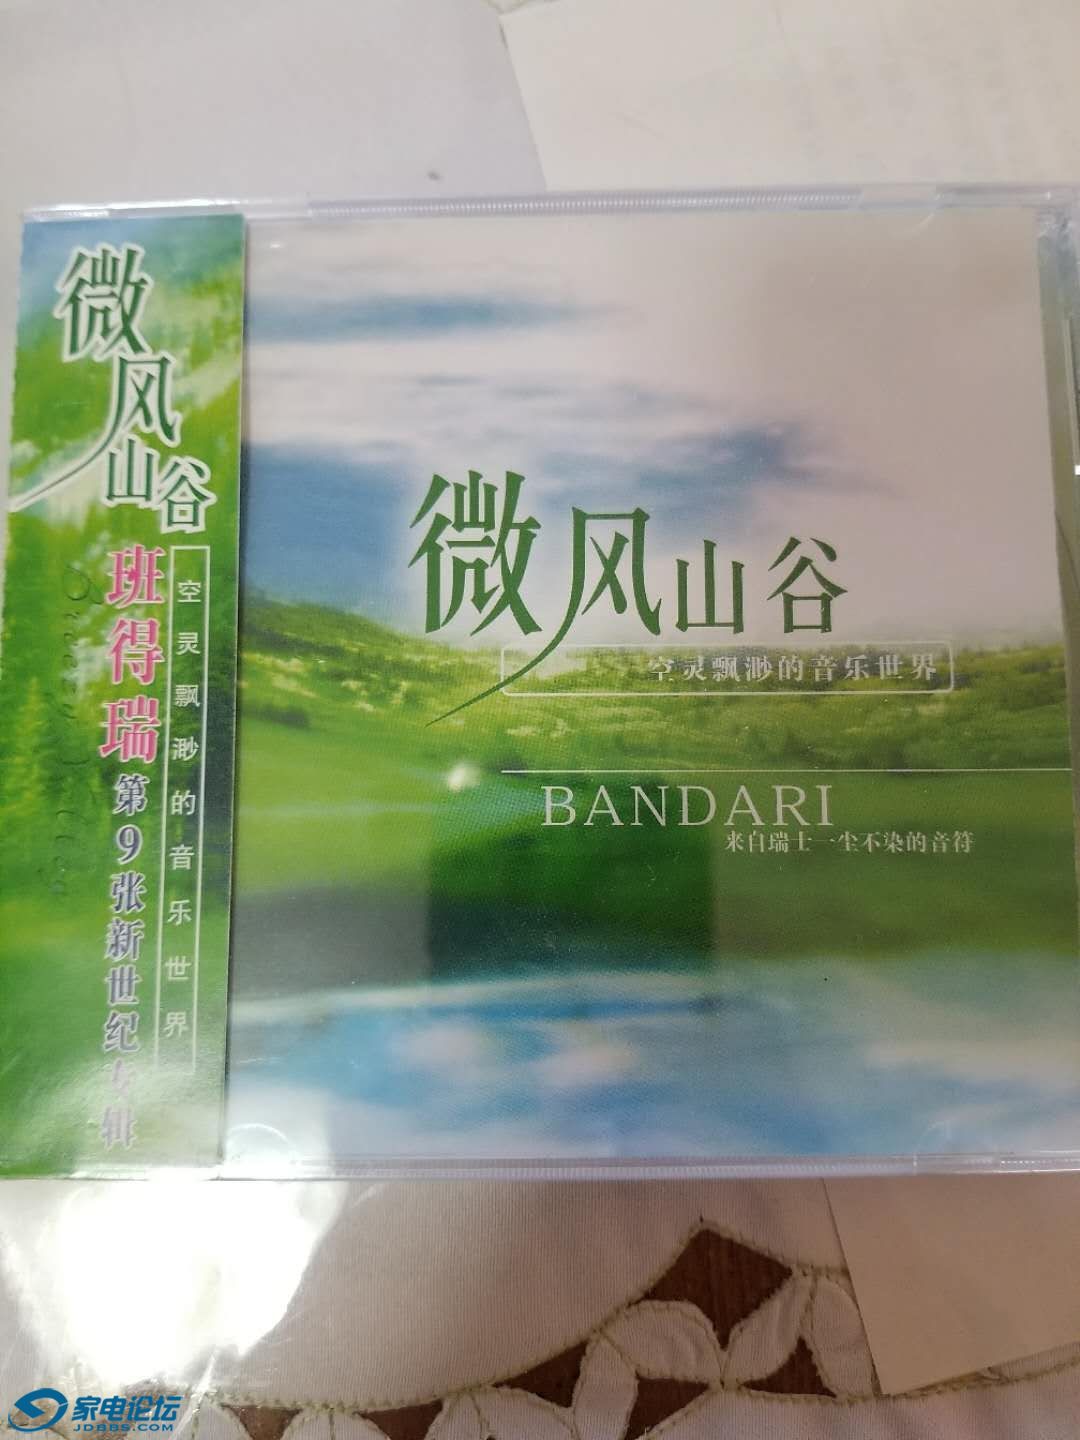 微风山谷
班得瑞
第9张新世纪专辑
空灵飘渺的音乐世界
微风山谷
空灵飘渺的音乐世界
BANDARI
来自瑞士一尘不染的音符
家电论坛
JDBBS.COM